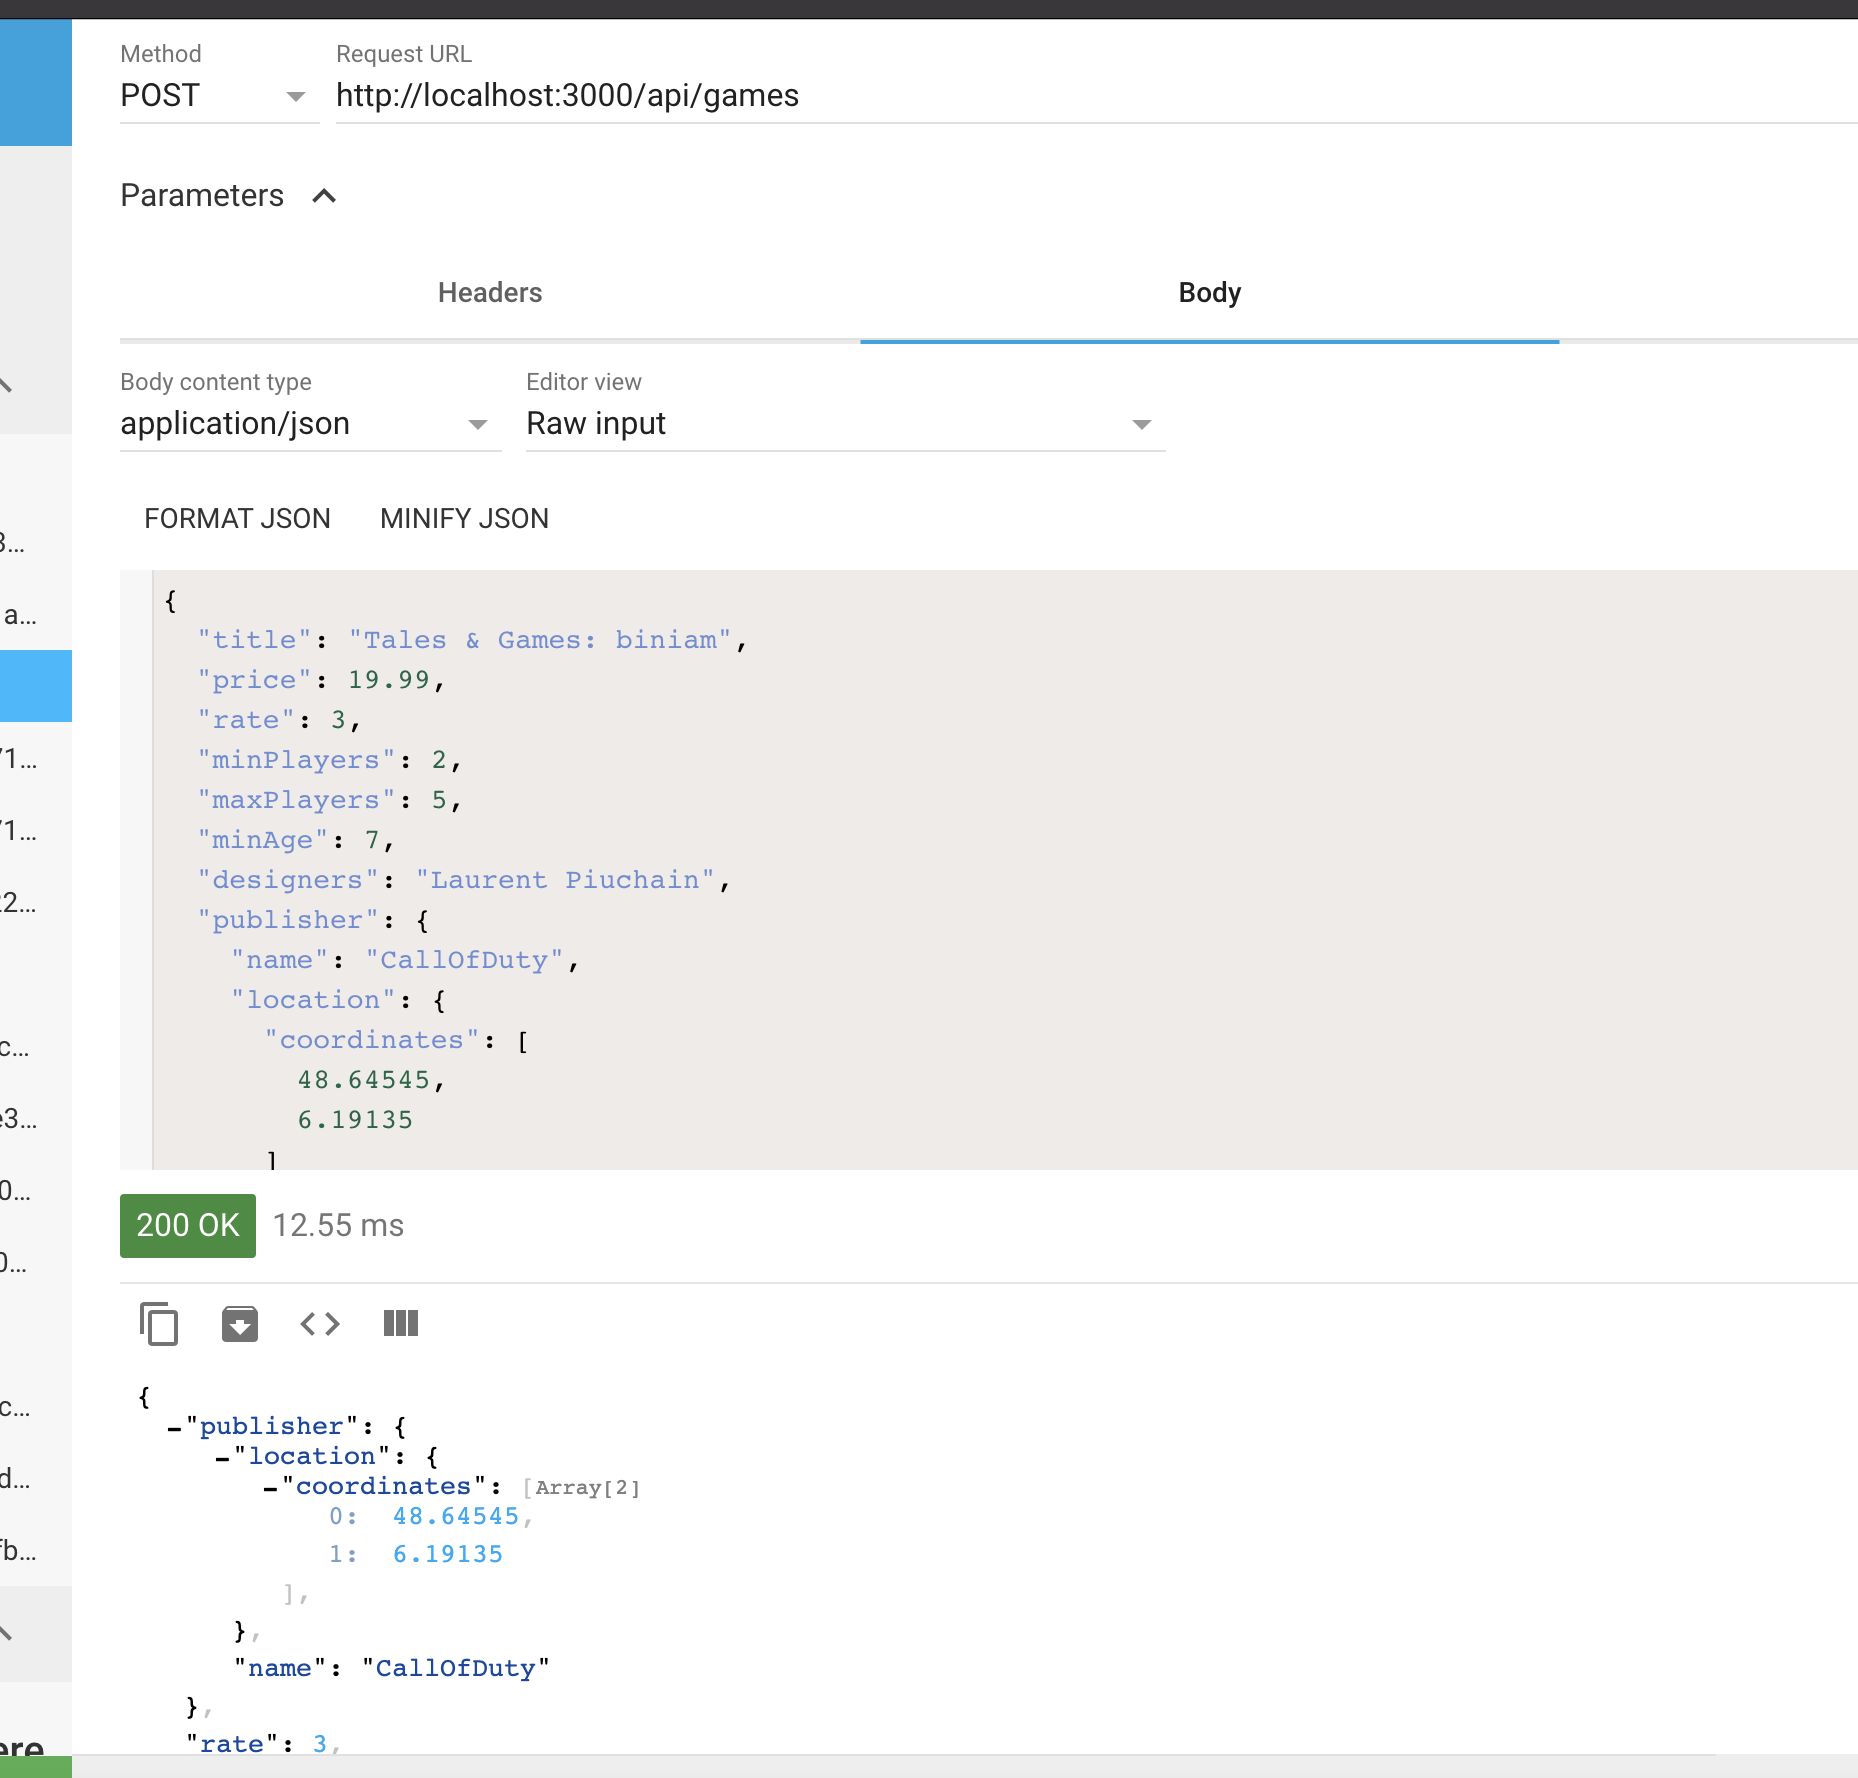 Method
Request URL
POST
http://localhost:3000/api/games
Parameters
Headers
Body
Body content type
Editor view
application/json
Raw input
FORMAT JSON
MINIFY JSON
{
"title": "Tales & Games: biniam",
"price": 19.99,
"rate": 3,
"minPlayers": 2,
"maxPlayers": 5,
"minAge": 7,
"designers": "Laurent Piuchain",
"publisher": {
"name": "CallOfDuty",
"location": {
"coordinates": [
48.64545,
6.19135
]
200 OK
12.55 ms
{
"publisher": {
"location": {
"coordinates": [Array[2]
0: 48.64545,
1: 6.19135
],
},
"name": "CallOfDuty"
},
"rate": 3,
a...
1...
1...
2...
c...
e3...
0...
c...
d...
fb...
ere